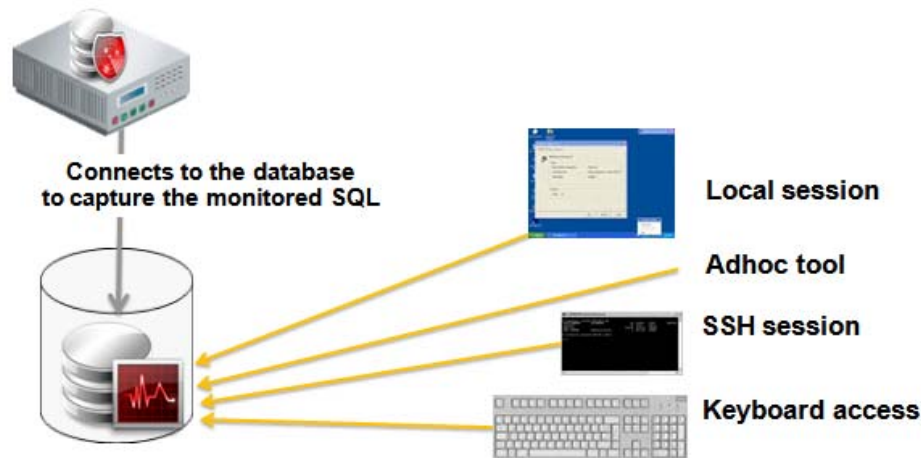 Connects to the database
to capture the monitored SQL
Local session
Adhoc tool
SSH session
Keyboard access